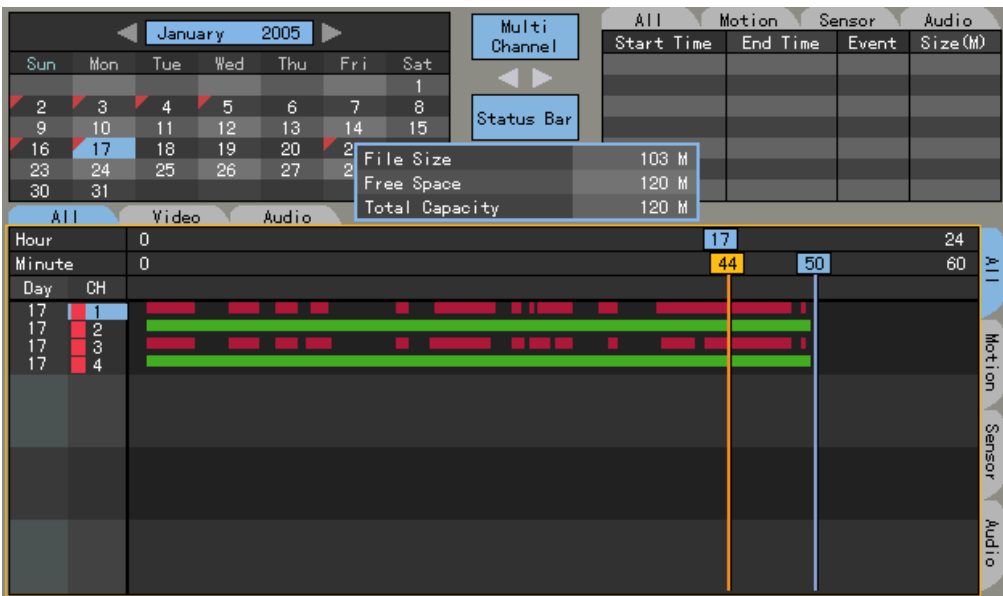 January 2005
Sun Mon Tue Wed Thu Fri Sat
1
2 3 4 5 6 7 8
9 10 11 12 13 14 15
16 17 18 19 20 2
23 24 25 26 27 2
30 31
Multi
Channel
Status Bar
All Motion Sensor Audio
Start Time End Time Event Size(M)
File Size 103 M
Free Space 120 M
Total Capacity 120 M
All Video Audio
Hour 0 17 24
Minute 0 44 50 60
Day CH
17 1
17 2
17 3
17 4
All
Motion
Sensor
Audio